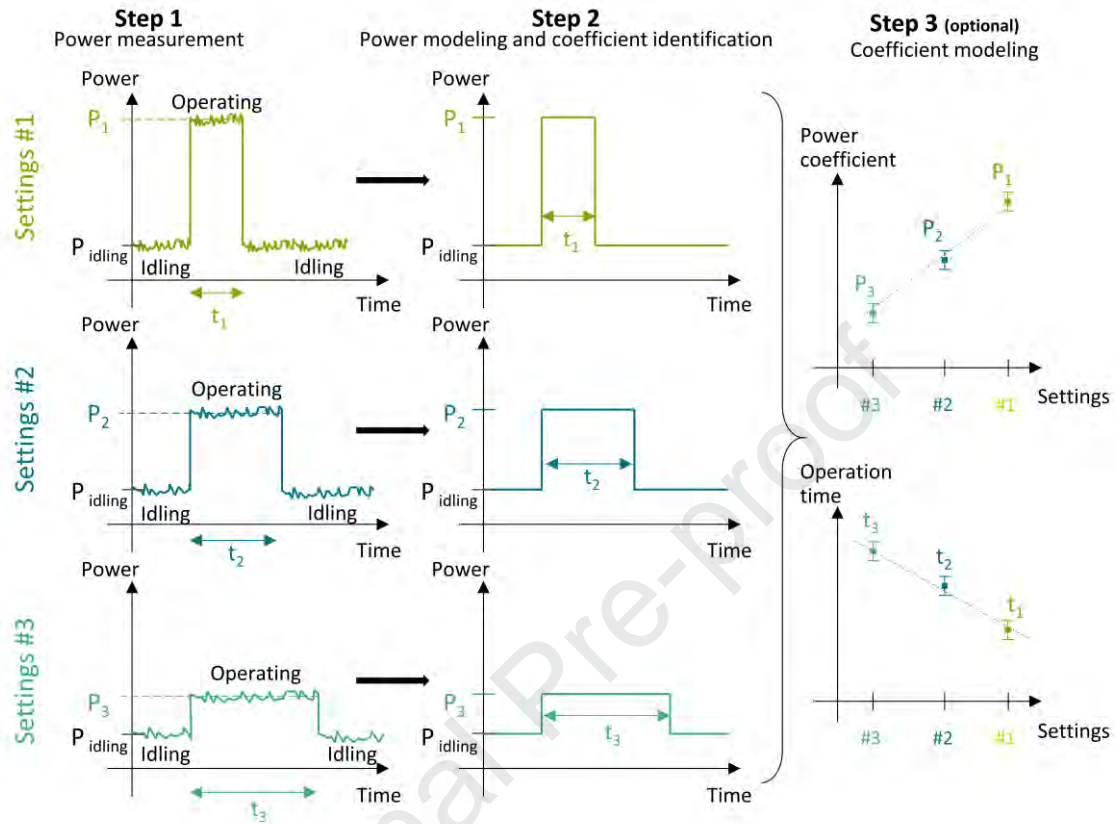 Step 1
Power measurement
Step 2
Power modeling and coefficient identification
Step 3 (optional)
Coefficient modeling
Settings #1
Power
Operating
P1
P idling
Idling
Idling
Time
t1
Power
P1
P idling
t1
Time
Settings #2
Power
Operating
P2
P idling
Idling
Idling
Time
t2
Power
P2
P idling
t2
Time
Settings #3
Power
Operating
P3
P idling
Idling
Idling
Time
t3
Power
P3
P idling
t3
Time
Power
coefficient
P1
P2
P3
#3
#2
#1
Settings
Operation
time
t3
t2
t1
#3
#2
#1
Settings
nal Pre-proof